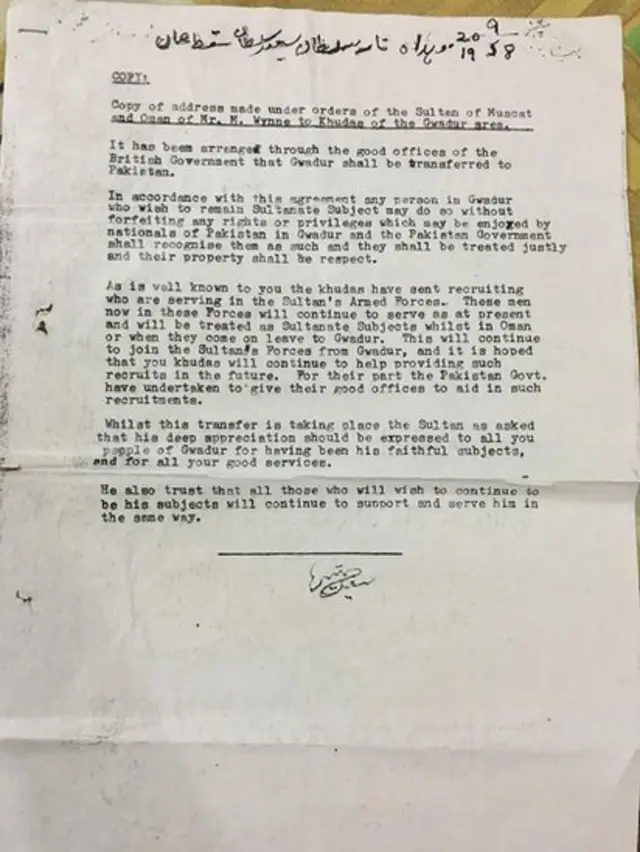 20 9
سلطان سلطان 19 58
COPY:
Copy of address made under orders of the Sultan of Muscat
and Oman of Mr. M. Wynne to Khudas of the Gwadur area.
It has been arranged through the good offices of the
British Government that Gwadur shall be transferred to
Pakistan.
In accordance with this agreement any person in Gwadur
who wish to remain Sultanate Subject may do so without
forfeiting any rights or privileges which may be enjoyed by
nationals of Pakistan in Gwadur and the Pakistan Government
shall recognise them as such and they shall be treated justly
and their property shall be respect.
As is well known to you the khudas have sent recruiting
who are serving in the Sultan's Armed Forces. These men
now in these Forces will continue to serve as at present
and will be treated as Sultanate Subjects whilst in Oman
or when they come on leave to Gwadur. This will continue
to join the Sultan's Forces from Gwadur, and it is hoped
that you khudas will continue to help providing such
recruits in the future. For their part the Pakistan Govt.
have undertaken to give their good offices to aid in such
recruitments.
Whilst this transfer is taking place the Sultan as asked
that his deep appreciation should be expressed to all you
people of Gwadur for having been his faithful subjects,
and for all your good services.
He also trust that all those who will wish to continue to
be his subjects will continue to support and serve him in
the same way.